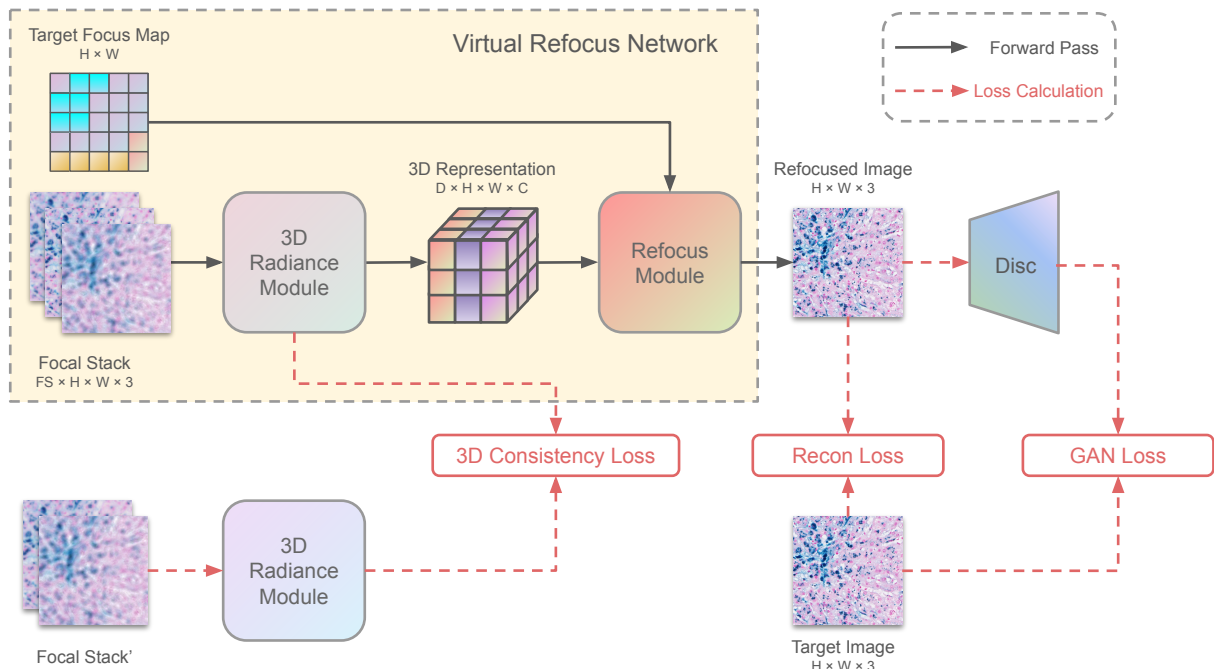 Target Focus Map
H × W
Virtual Refocus Network
Forward Pass
Loss Calculation
3D Representation
D × H × W × C
Refocused Image
H × W × 3
3D
Radiance
Module
Refocus
Module
Disc
Focal Stack
FS × H × W × 3
3D Consistency Loss
Recon Loss
GAN Loss
3D
Radiance
Module
Focal Stack’
Target Image
H × W × 3